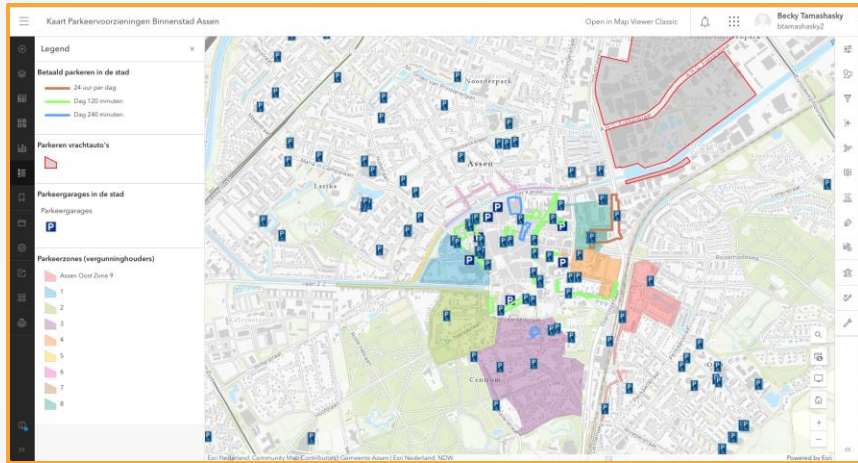 Kaart Parkeervoorzieningen Binnenstad Assen
Open in Map Viewer Classic
Becky Tamashasky
btamashasky2
Legend
Betaald parkeren in de stad
24 uur per dag
Dag 120 minuten
Dag 240 minuten
Parkeren vrachtauto's
Parkeergarages in de stad
Parkeergarages
P
Parkeerzones (vergunninghouders)
Assen Oost Zone 9
1
2
3
4
5
6
7
8
Noorderpark
Assen
Lariks
Het Kanaal
Vaart Z.Z.
Centrum
Esri Nederland, Community Map Contributors | Gemeente Assen | Esri Nederland, NDW
Powered by Esri